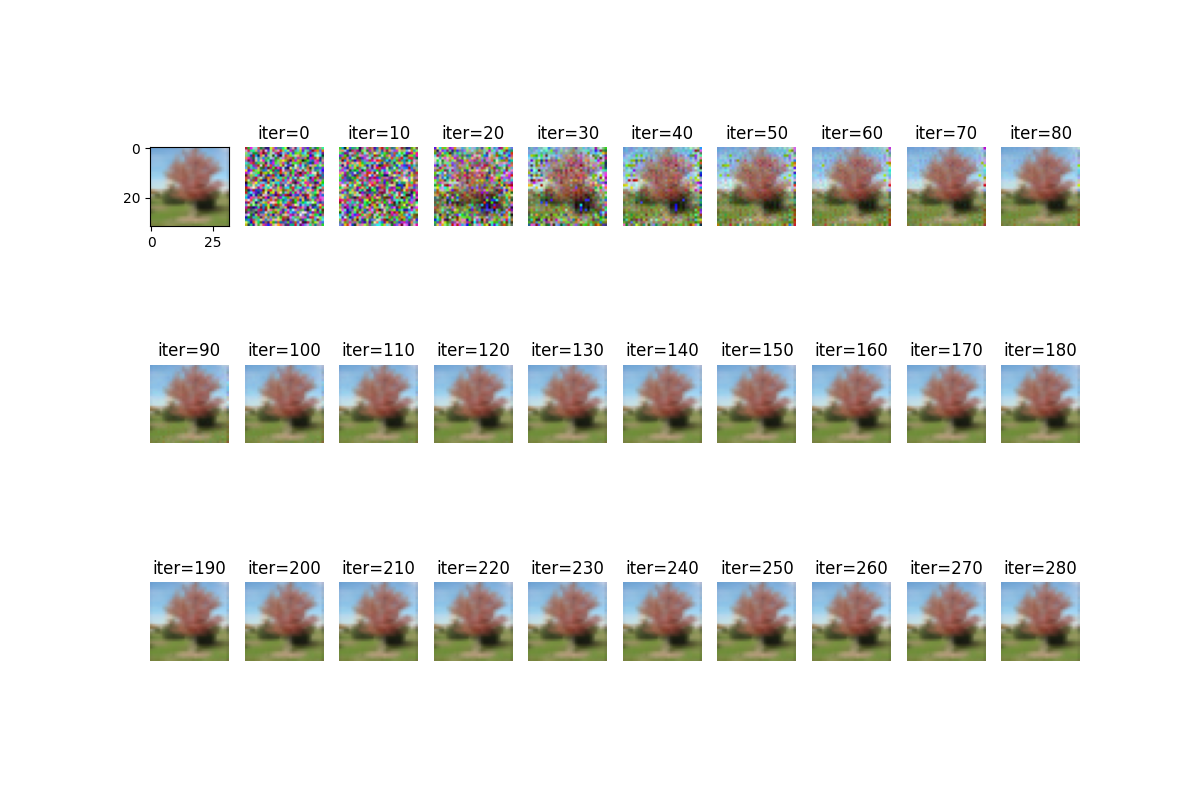 iter=0 iter=10 iter=20 iter=30 iter=40 iter=50 iter=60 iter=70 iter=80
0
20
0 25
iter=90 iter=100 iter=110 iter=120 iter=130 iter=140 iter=150 iter=160 iter=170 iter=180
iter=190 iter=200 iter=210 iter=220 iter=230 iter=240 iter=250 iter=260 iter=270 iter=280